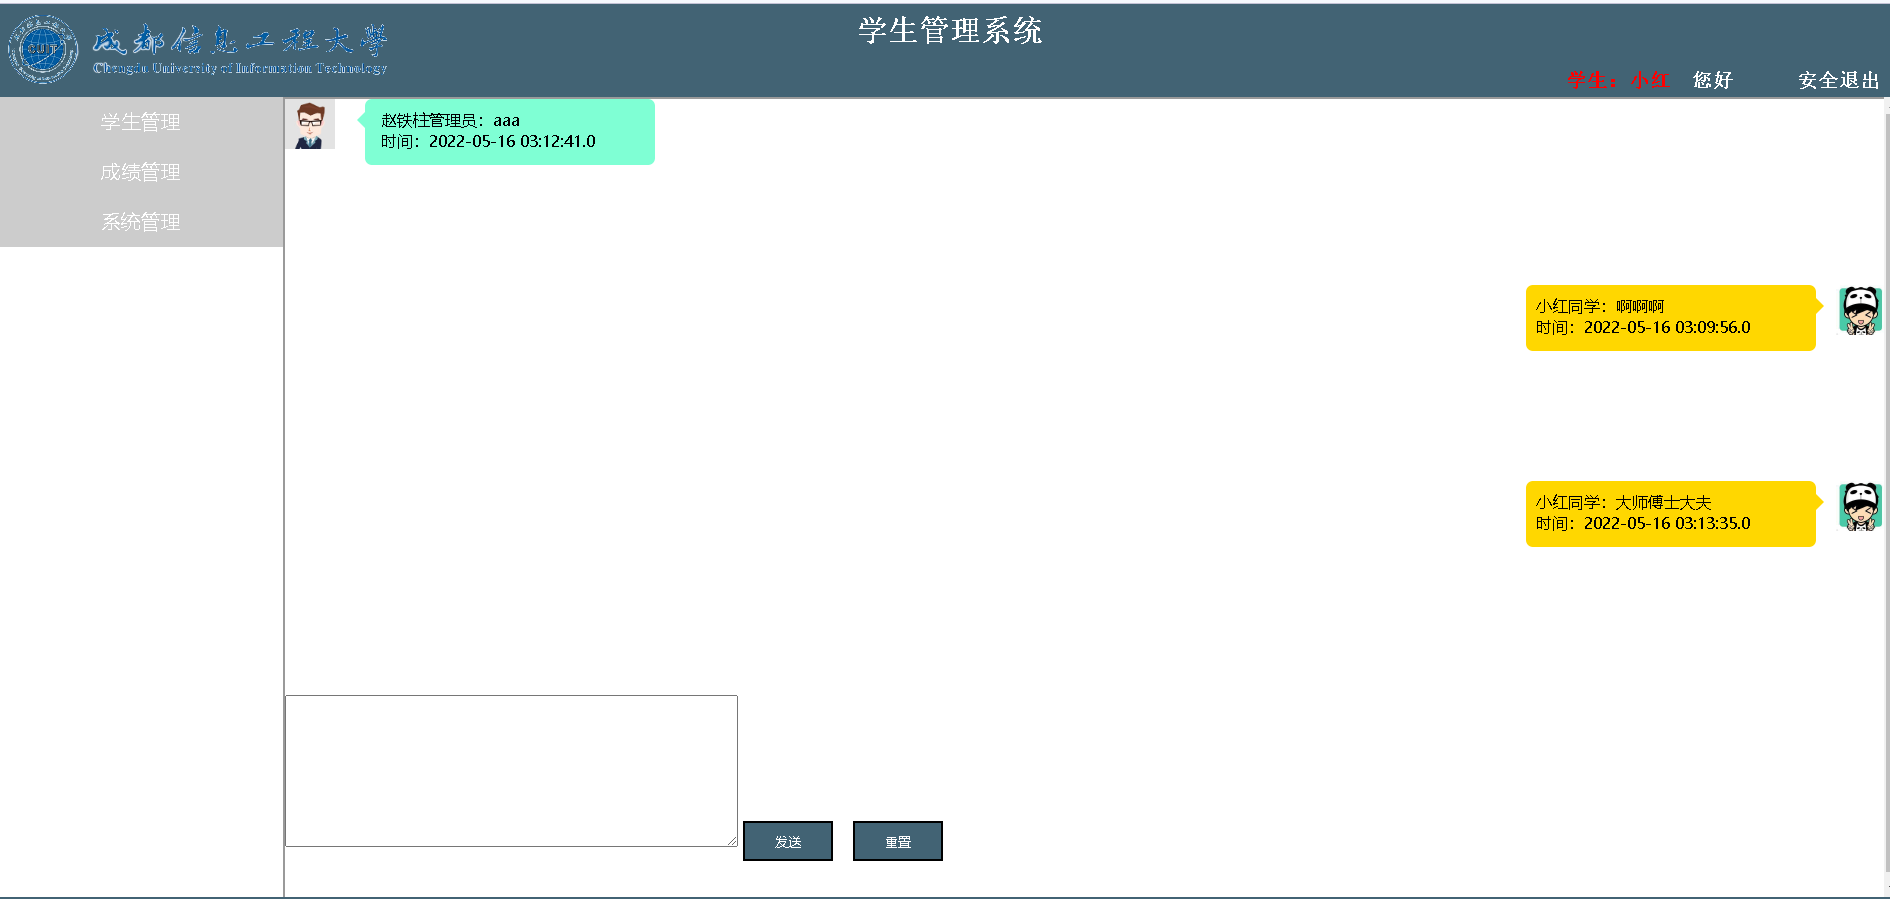 CUIT
成都信息工程大学
Chengdu University of Information Technology
学生管理系统
学生：小红 您好 安全退出
学生管理
成绩管理
系统管理
赵铁柱管理员：aaa
时间：2022-05-16 03:12:41.0
小红同学：啊啊啊
时间：2022-05-16 03:09:56.0
小红同学：大师傅士大夫
时间：2022-05-16 03:13:35.0
发送 重置